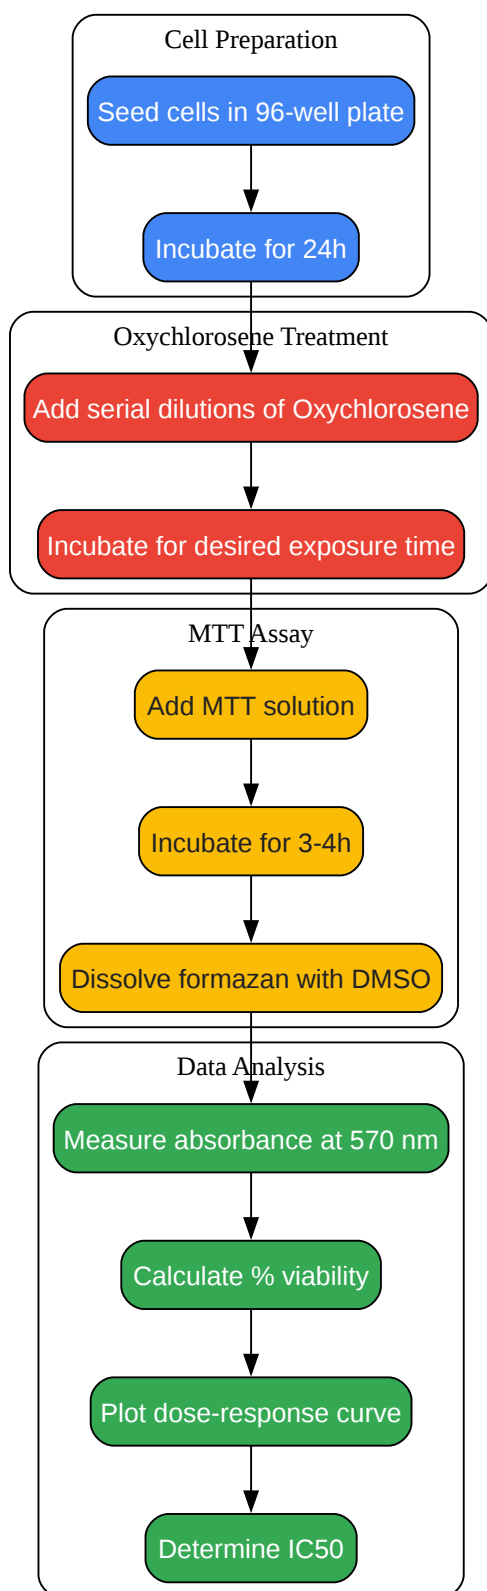 Cell Preparation
Seed cells in 96-well plate
Incubate for 24h
Oxychlorosene Treatment
Add serial dilutions of Oxychlorosene
Incubate for desired exposure time
MTT Assay
Add MTT solution
Incubate for 3-4h
Dissolve formazan with DMSO
Data Analysis
Measure absorbance at 570 nm
Calculate % viability
Plot dose-response curve
Determine IC50